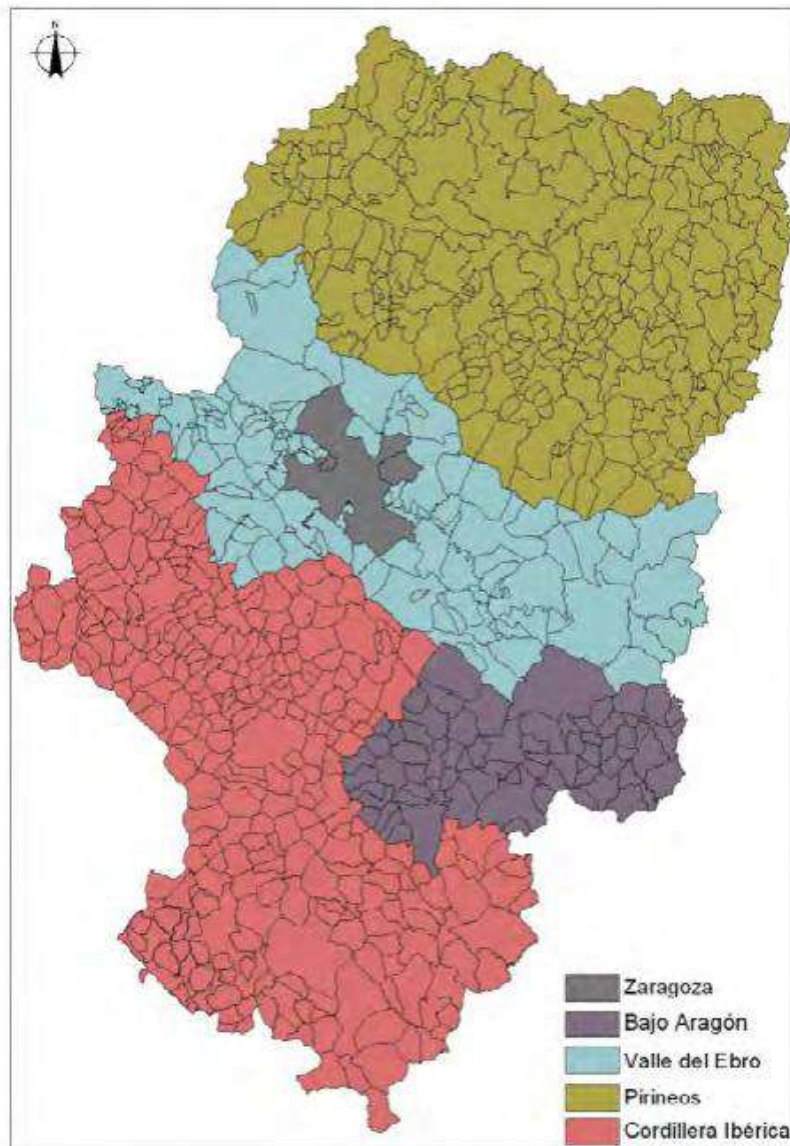 N
Zaragoza
Bajo Aragón
Valle del Ebro
Pirineos
Cordillera Ibérica